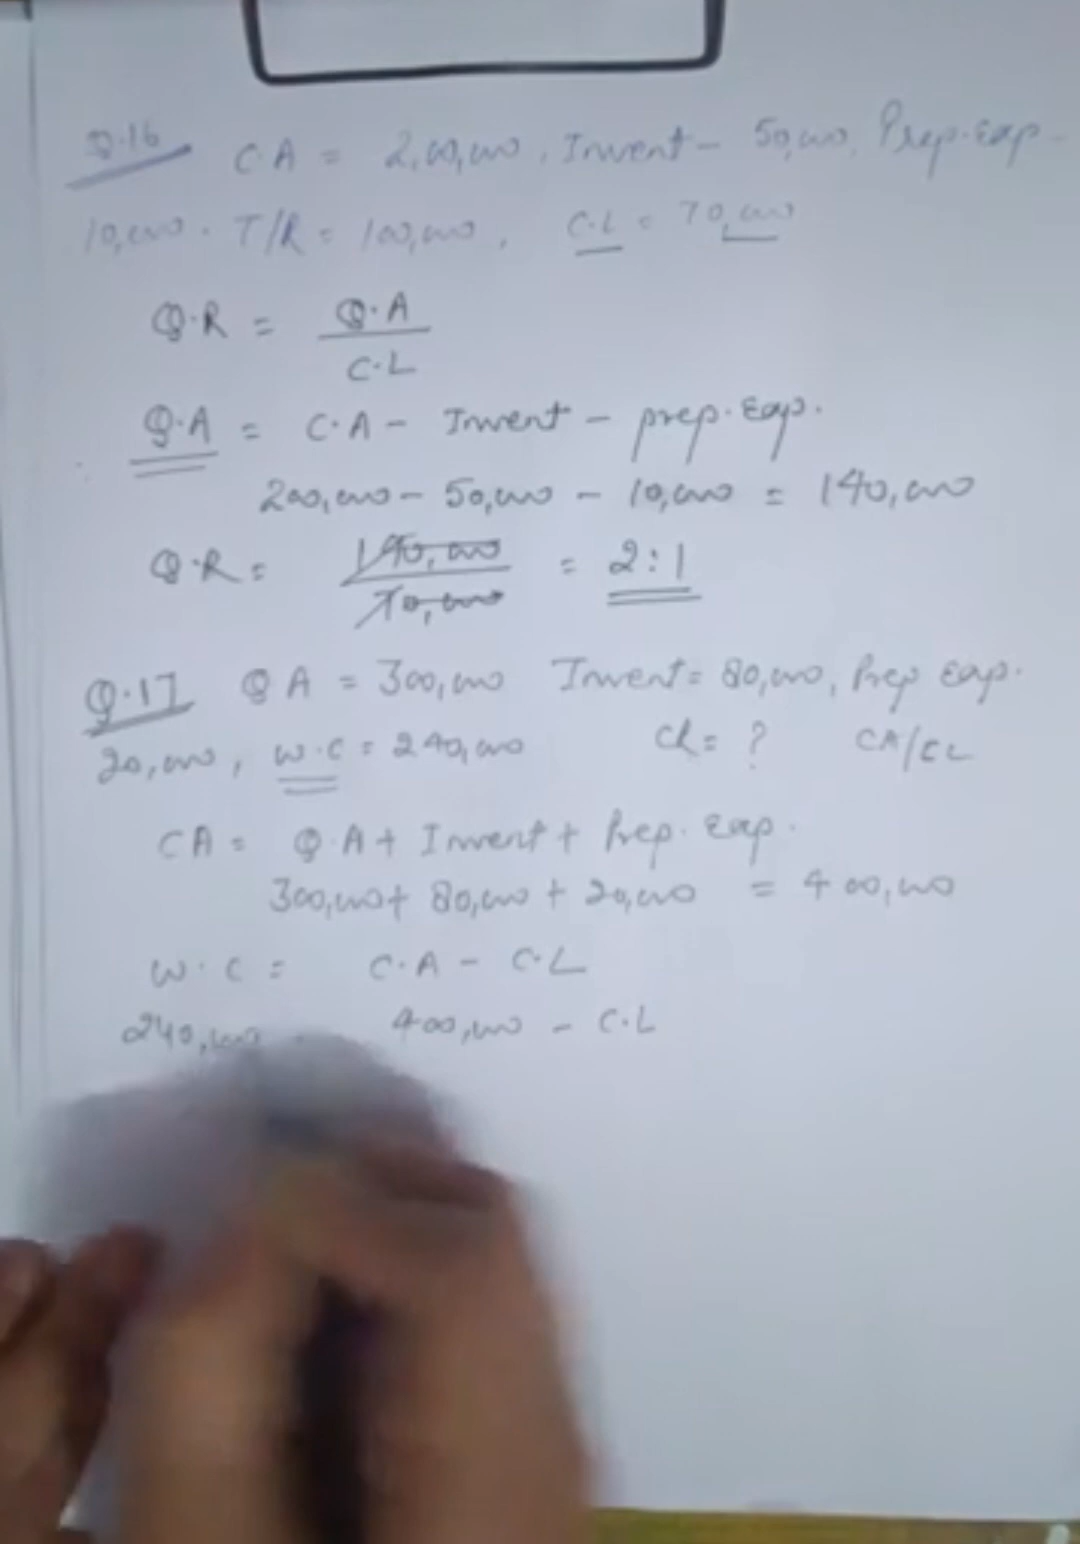 Q.16 C.A = 2,00,000, Invent - 50,000, Prep. exp -
10,000. T/R = 100,000, C.L = 70,000
Q.R = Q.A / C.L
Q.A = C.A - Invent - prep. Exp.
200,000 - 50,000 - 10,000 = 140,000
Q.R = 140,000 / 70,000 = 2:1
Q.17 QA = 300,000 Invent = 80,000, Prep Exp.
20,000, W.C = 240,000 CR = ? CA/CL
CA = Q.A + Invent + Prep. Exp.
300,000 + 80,000 + 20,000 = 400,000
W.C = C.A - C.L
240,000 400,000 - C.L